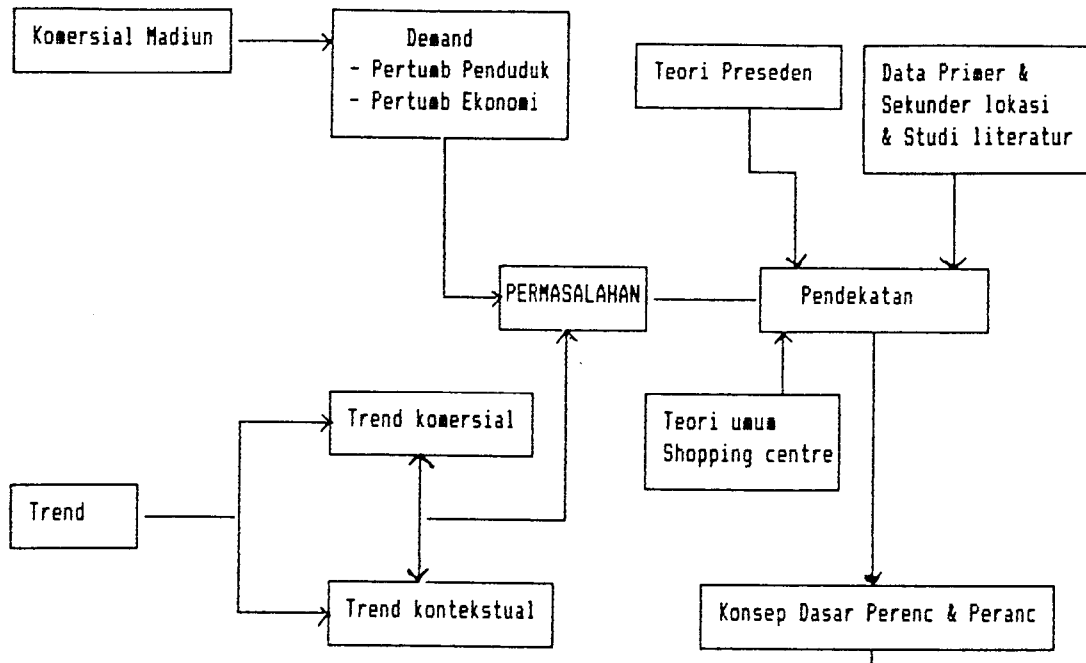 Komersial Madiun
Demand
- Pertumb Penduduk
- Pertumb Ekonomi
Teori Preseden
Data Primer &
Sekunder lokasi
& Studi literatur
PERMASALAHAN
Pendekatan
Trend komersial
Teori umum
Shopping centre
Trend
Trend kontekstual
Konsep Dasar Perenc & Peranc